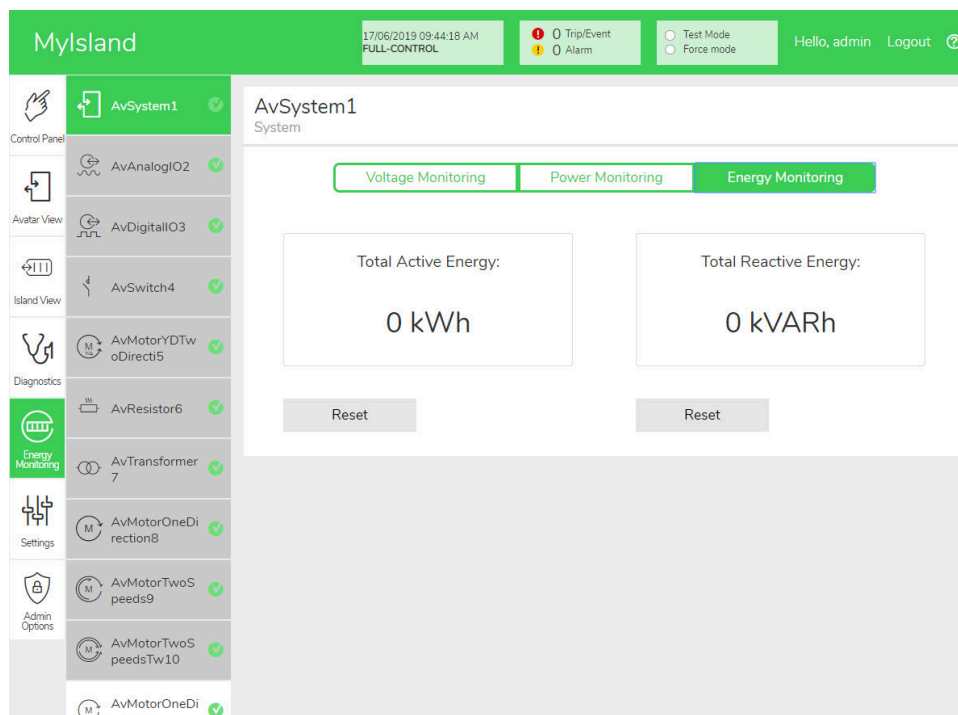 MyIsland
17/06/2019 09:44:18 AM
FULL-CONTROL
0 Trip/Event
0 Alarm
Test Mode
Force mode
Hello, admin
Logout
Control Panel
Avatar View
Island View
Diagnostics
Energy
Monitoring
Settings
Admin
Options
AvSystem1
AvAnalogIO2
AvDigitalIO3
AvSwitch4
AvMotorYDTw
oDirecti5
AvResistor6
AvTransformer
7
AvMotorOneDi
rection8
AvMotorTwoS
peeds9
AvMotorTwoS
peedsTw10
AvMotorOneDi
AvSystem1
System
Voltage Monitoring
Power Monitoring
Energy Monitoring
Total Active Energy:
0 kWh
Reset
Total Reactive Energy:
0 kVARh
Reset